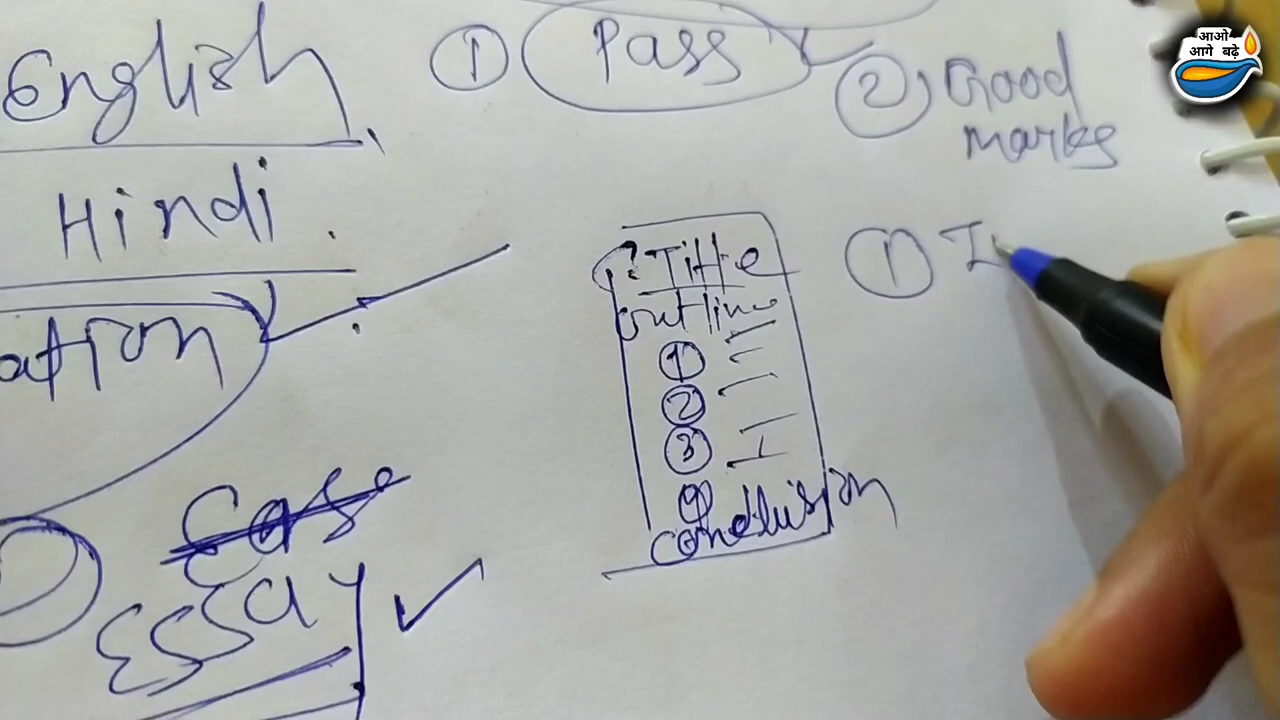 English
Hindi.
ation
Essay
① Pass
② Good
marks
Title
outline
①
②
③
④
conclusion
① I
आओ
आगे बढ़े